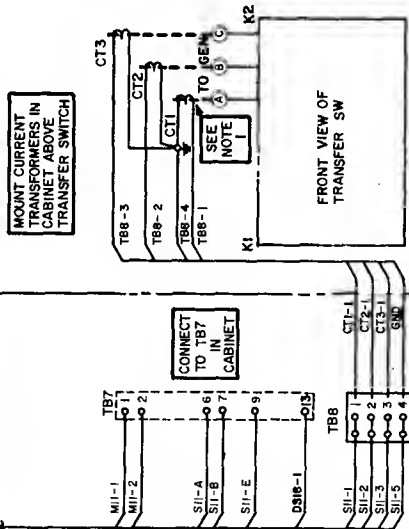 MOUNT CURRENT
TRANSFORMERS IN
CABINET ABOVE
TRANSFER SWITCH
CT3
CT2
CT1
TO GEN
A
B
C
SEE
NOTE
1
K1
K2
FRONT VIEW OF
TRANSFER SW
TB8-3
TB8-2
TB8-4
TB8-1
CONNECT
TO TB7
IN
CABINET
TB7
M11-1
1
M11-2
2
S11-A
6
S11-B
7
S11-E
9
DS18-1
13
TB8
S11-1
1
CT1-1
S11-2
2
CT2-1
S11-3
3
CT3-1
S11-5
4
GND